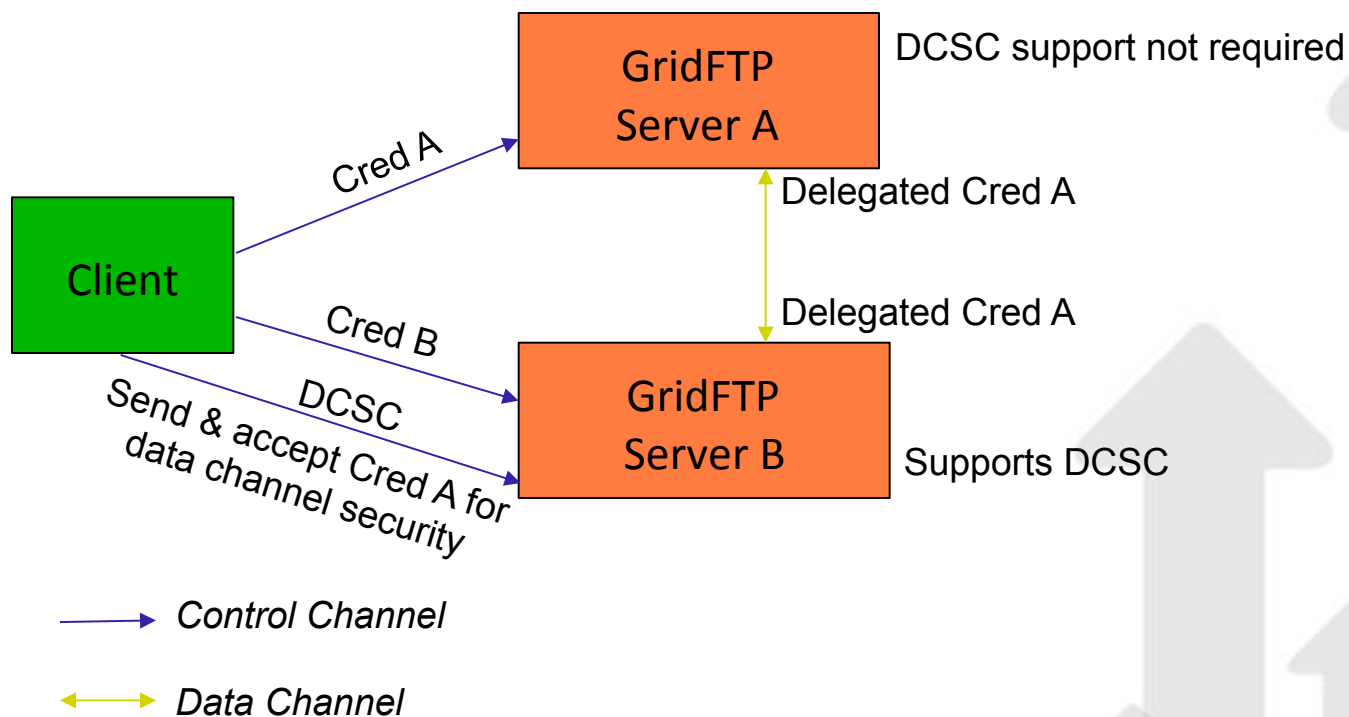 GridFTP
Server A
DCSC support not required
Cred A
Delegated Cred A
Client
Delegated Cred A
Cred B
DCSC
Send & accept Cred A for
data channel security
GridFTP
Server B
Supports DCSC
Control Channel
Data Channel